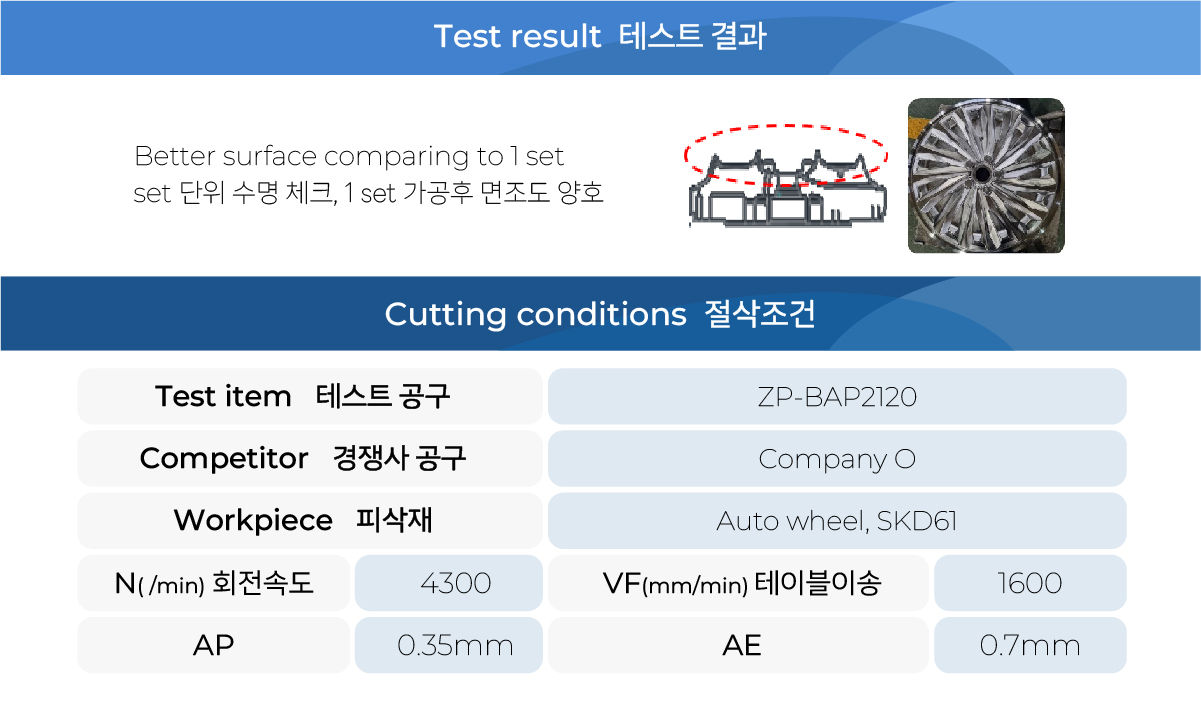 Test result 테스트 결과
Better surface comparing to 1 set
set 단위 수명 체크, 1 set 가공후 면조도 양호
Cutting conditions 절삭조건
Test item 테스트 공구 ZP-BAP2120
Competitor 경쟁사 공구 Company O
Workpiece 피삭재 Auto wheel, SKD61
N( /min) 회전속도 4300 VF(mm/min) 테이블이송 1600
AP 0.35mm AE 0.7mm